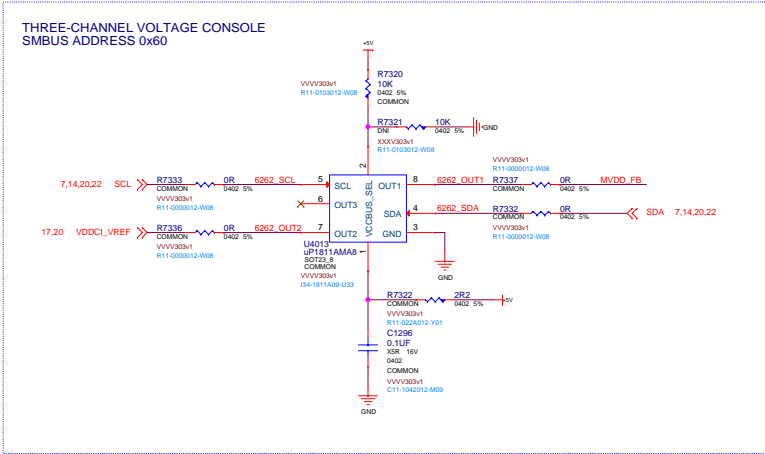 THREE-CHANNEL VOLTAGE CONSOLE
SMBUS ADDRESS 0x60
+5V
R7320
10K
0402 5%
COMMON
VVVV303v1
R11-0103012-W08
R7321 10K
DNI 0402 5%
XXXV303v1
R11-0103012-W08
GND
7,14,20,22 SCL
R7333 0R
COMMON 0402 5%
VVVV303v1
R11-0000012-W08
6262_SCL
5 SCL
6 OUT3
7 OUT2
2 BUS_SEL
1 VCC
OUT1 8
SDA 4
GND 3
17,20 VDDCI_VREF
R7336 0R
COMMON 0402 5%
VVVV303v1
R11-0000012-W08
6262_OUT2
U4013
uP1811AMA8
SOT23_8
COMMON
VVVV303v1
I34-1811A09-U33
6262_OUT1
VVVV303v1
R11-0000012-W08
R7337 0R
COMMON 0402 5%
MVDD_FB
6262_SDA
R7332 0R
COMMON 0402 5%
VVVV303v1
R11-0000012-W08
SDA 7,14,20,22
GND
R7322 2R2
COMMON 0402 5%
VVVV303v1
R11-022A012-Y01
+5V
C1296
0.1UF
X5R 16V
0402
COMMON
VVVV303v1
C11-1042012-M09
GND